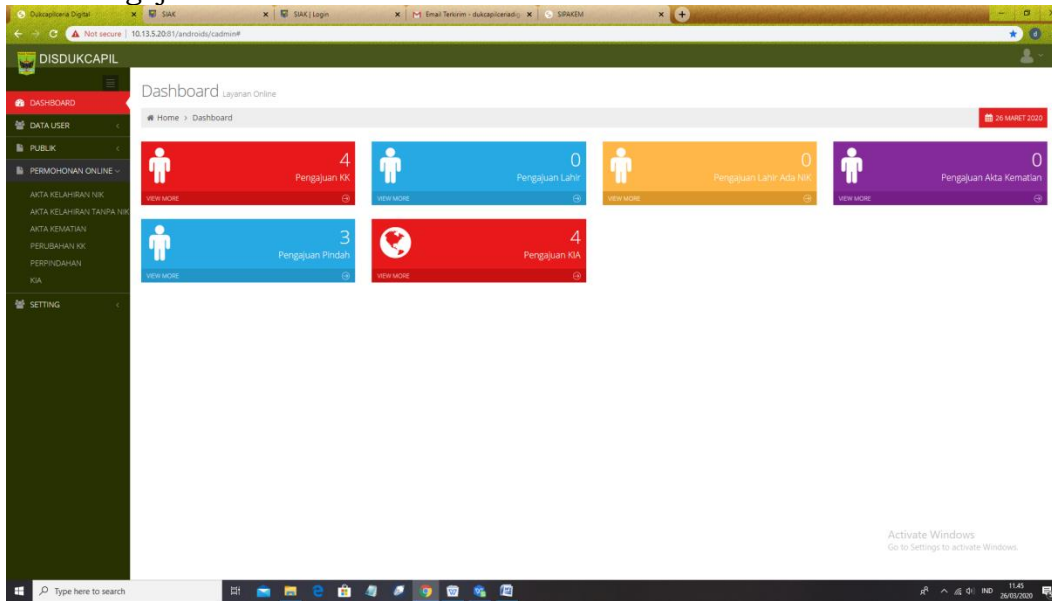 Dukcapilceria Digital
SIAK
SIAK | Login
Email Terkirim - dukcapilceriadig
SIPAKEM
Not secure | 10.13.5.20:81/androids/cadmin#
DISDUKCAPIL
Dashboard Layanan Online
Home > Dashboard
26 MARET 2020
DASHBOARD
DATA USER
PUBLIK
PERMOHONAN ONLINE
AKTA KELAHIRAN NIK
AKTA KELAHIRAN TANPA NIK
AKTA KEMATIAN
PERUBAHAN KK
PERPINDAHAN
KIA
SETTING
4
Pengajuan KK
VIEW MORE
0
Pengajuan Lahir
VIEW MORE
0
Pengajuan Lahir Ada NIK
VIEW MORE
0
Pengajuan Akta Kematian
VIEW MORE
3
Pengajuan Pindah
VIEW MORE
4
Pengajuan KIA
VIEW MORE
Activate Windows
Go to Settings to activate Windows.
Type here to search
IND
11.45
26/03/2020